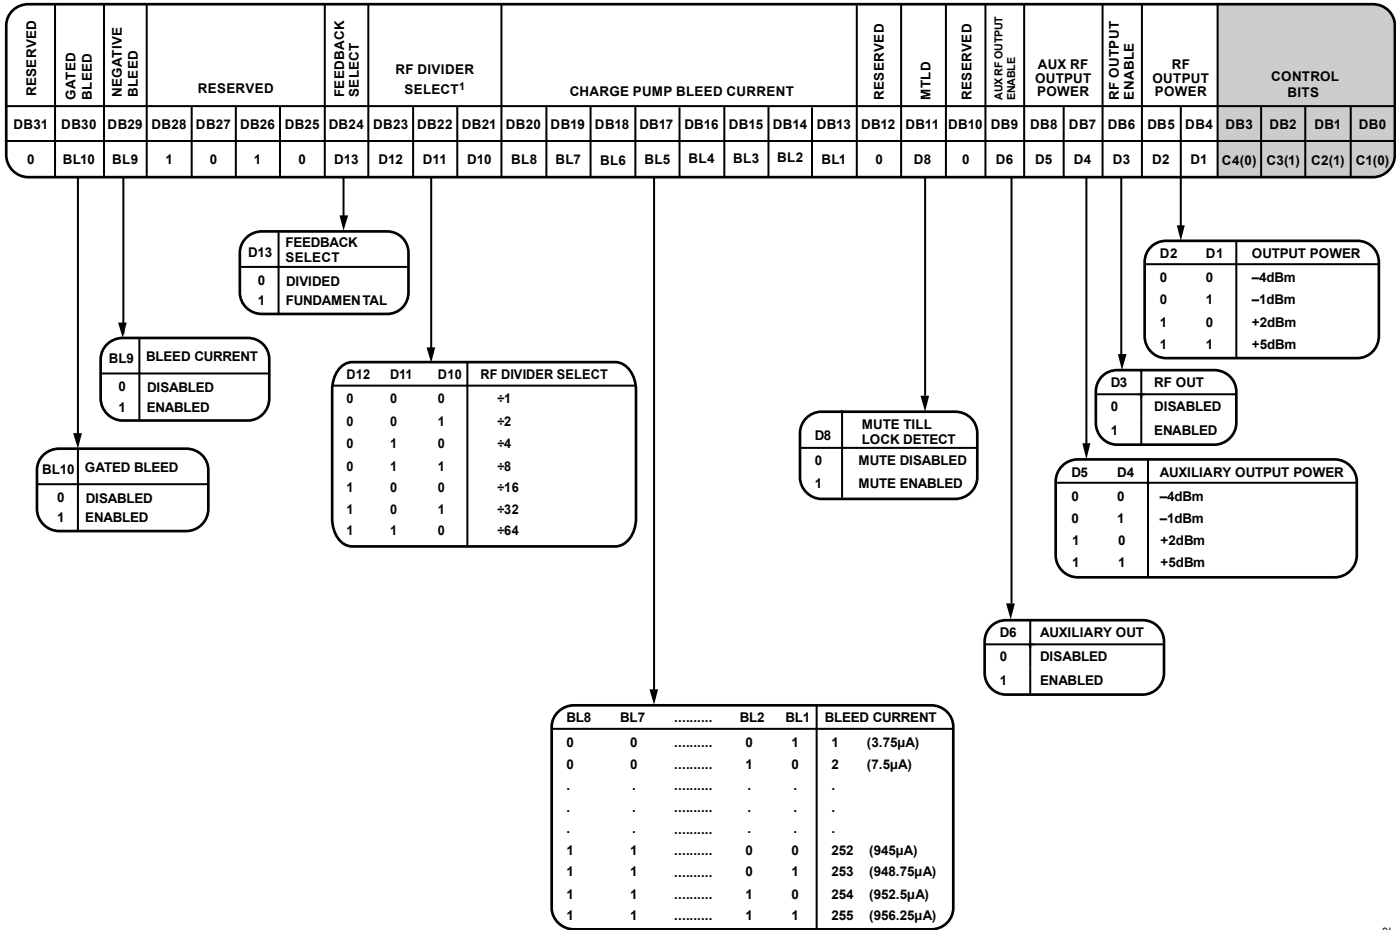 RESERVED
GATED BLEED
NEGATIVE BLEED
RESERVED
FEEDBACK SELECT
RF DIVIDER SELECT1
CHARGE PUMP BLEED CURRENT
RESERVED
MTLD
RESERVED
AUX RF OUTPUT ENABLE
AUX RF OUTPUT POWER
RF OUTPUT ENABLE
RF OUTPUT POWER
CONTROL BITS
DB31 DB30 DB29 DB28 DB27 DB26 DB25 DB24 DB23 DB22 DB21 DB20 DB19 DB18 DB17 DB16 DB15 DB14 DB13 DB12 DB11 DB10 DB9 DB8 DB7 DB6 DB5 DB4 DB3 DB2 DB1 DB0
0 BL10 BL9 1 0 1 0 D13 D12 D11 D10 BL8 BL7 BL6 BL5 BL4 BL3 BL2 BL1 0 D8 0 D6 D5 D4 D3 D2 D1 C4(0) C3(1) C2(1) C1(0)
D13 FEEDBACK SELECT
0 DIVIDED
1 FUNDAMENTAL
D2 D1 OUTPUT POWER
0 0 –4dBm
0 1 –1dBm
1 0 +2dBm
1 1 +5dBm
BL9 BLEED CURRENT
0 DISABLED
1 ENABLED
D12 D11 D10 RF DIVIDER SELECT
0 0 0 ÷1
0 0 1 ÷2
0 1 0 ÷4
0 1 1 ÷8
1 0 0 ÷16
1 0 1 ÷32
1 1 0 ÷64
D3 RF OUT
0 DISABLED
1 ENABLED
D8 MUTE TILL LOCK DETECT
0 MUTE DISABLED
1 MUTE ENABLED
BL10 GATED BLEED
0 DISABLED
1 ENABLED
D5 D4 AUXILIARY OUTPUT POWER
0 0 –4dBm
0 1 –1dBm
1 0 +2dBm
1 1 +5dBm
D6 AUXILIARY OUT
0 DISABLED
1 ENABLED
BL8 BL7 .......... BL2 BL1 BLEED CURRENT
0 0 .......... 0 1 1 (3.75µA)
0 0 .......... 1 0 2 (7.5µA)
. . .......... . . .
. . .......... . . .
. . .......... . . .
1 1 .......... 0 0 252 (945µA)
1 1 .......... 0 1 253 (948.75µA)
1 1 .......... 1 0 254 (952.5µA)
1 1 .......... 1 1 255 (956.25µA)